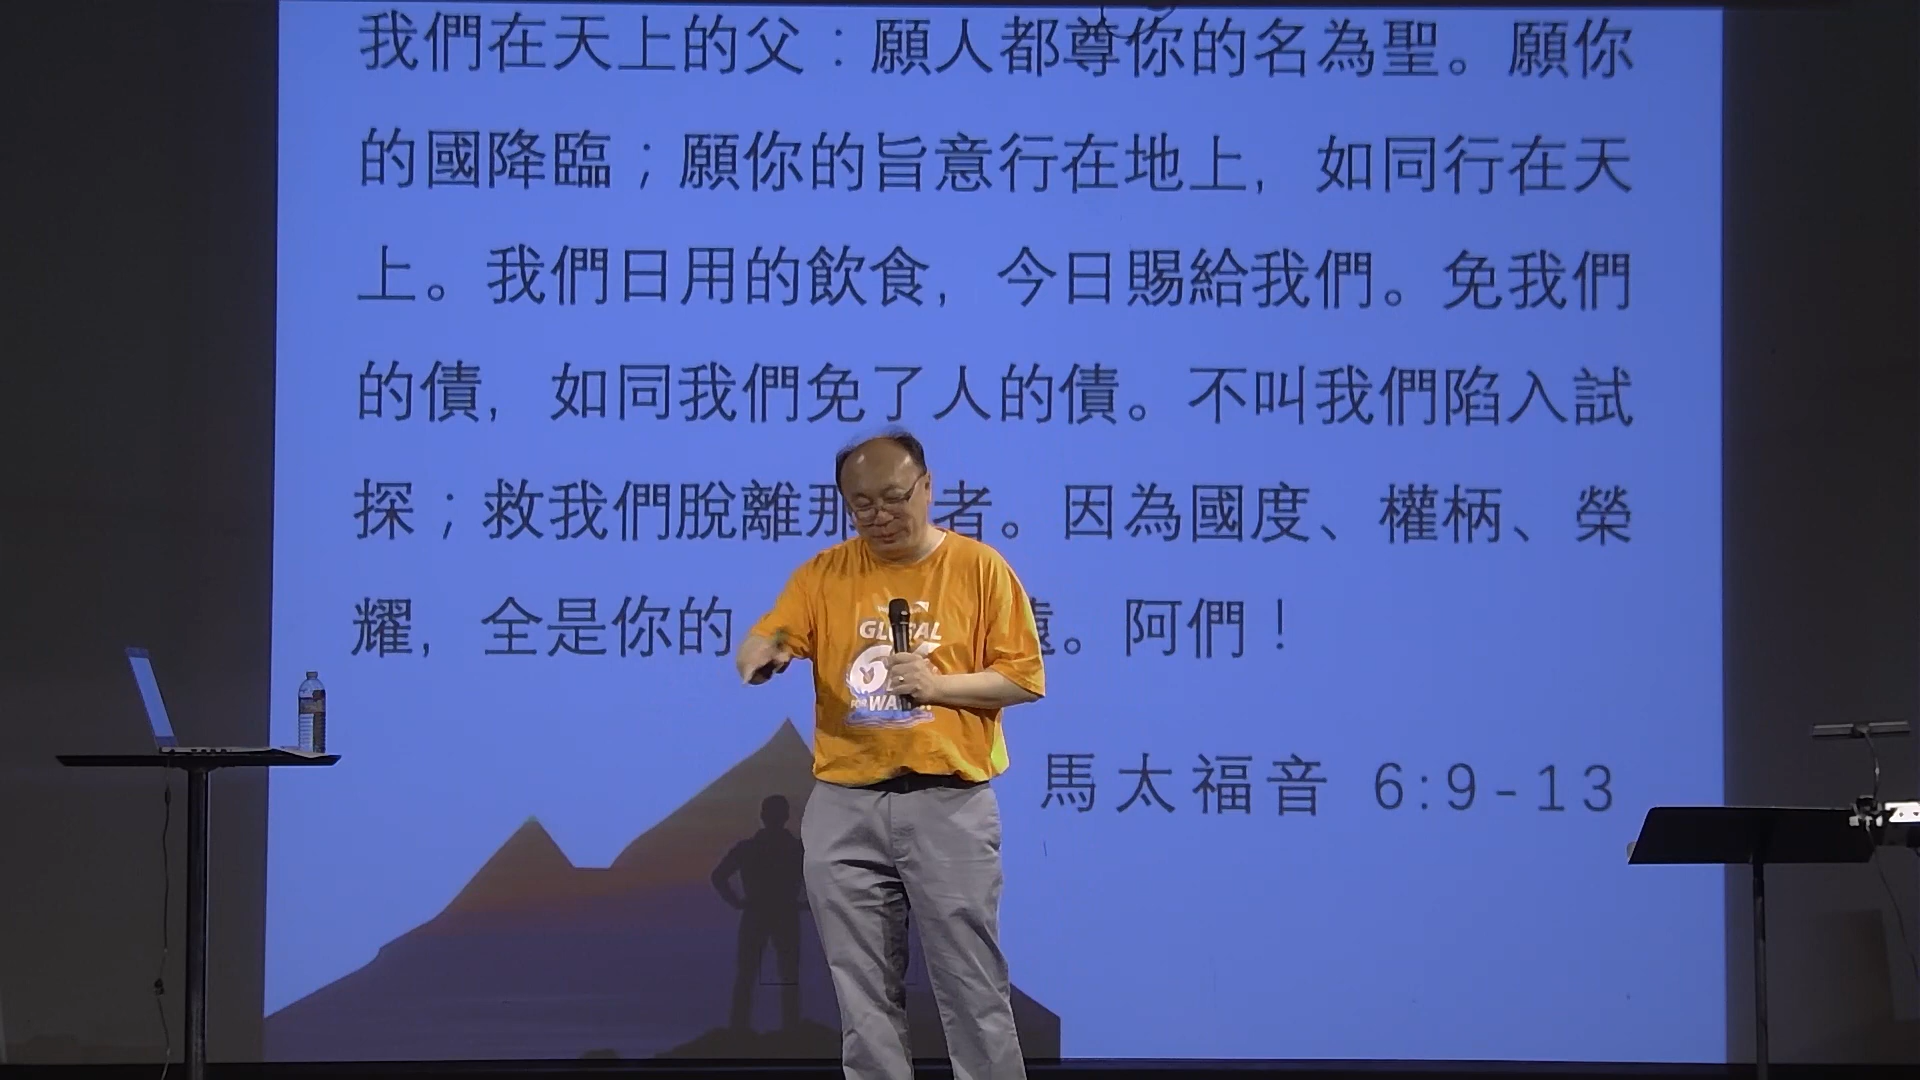 我們在天上的父：願人都尊你的名為聖。願你
的國降臨；願你的旨意行在地上，如同行在天
上。我們日用的飲食，今日賜給我們。免我們
的債，如同我們免了人的債。不叫我們陷入試
探；救我們脫離那 者。因為國度、權柄、榮
耀，全是你的 遠。阿們！
馬太福音 6:9-13
GLOBAL
6K
FOR WATER